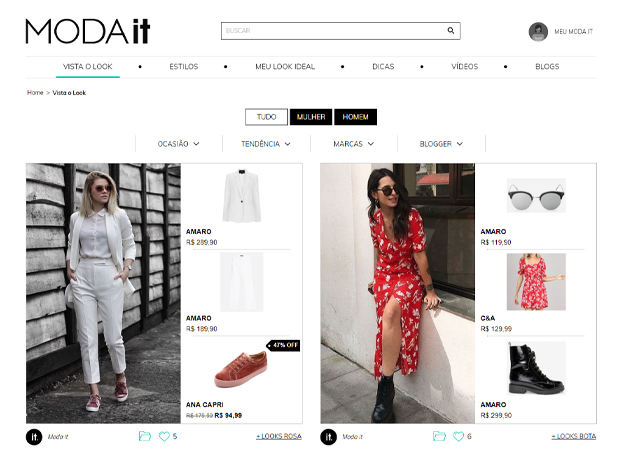 MODAit
BUSCAR
MEU MODA IT
VISTA O LOOK • ESTILOS • MEU LOOK IDEAL • DICAS • VÍDEOS • BLOGS
Home > Vista o Look
TUDO MULHER HOMEM
OCASIÃO TENDÊNCIA MARCAS BLOGGER
AMARO
R$ 289,90
AMARO
R$ 189,90
47% OFF
ANA CAPRI
R$ 179,90 R$ 94,99
it. Moda it 5 + LOOKS ROSA
AMARO
R$ 119,90
C&A
R$ 129,99
AMARO
R$ 299,90
it. Moda it 6 + LOOKS BOTA